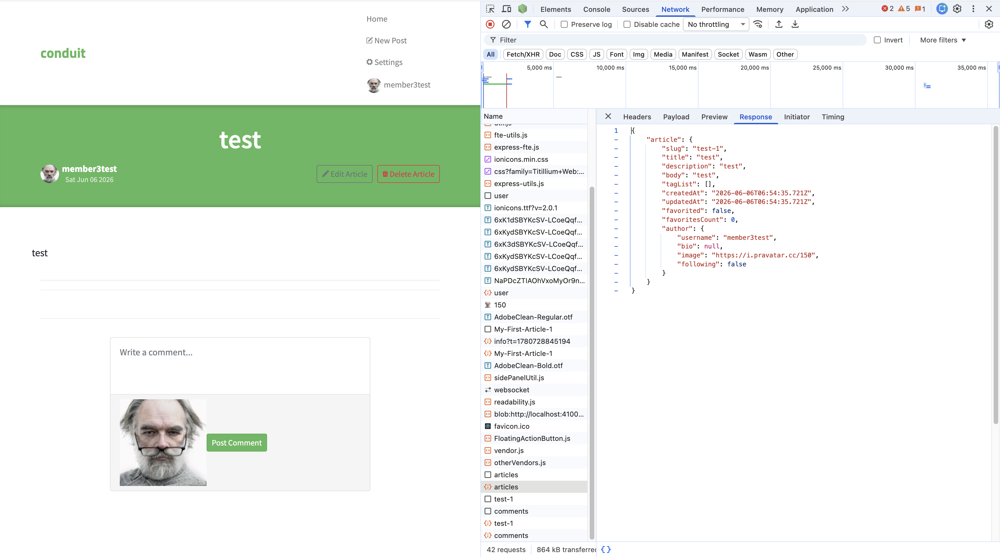 Home
New Post
conduit
Settings
member3test
test
member3test
Sat Jun 06 2026
Edit Article
Delete Article
test
Write a comment...
Post Comment
Elements
Console
Sources
Network
Performance
Memory
Application
2
5
1
Preserve log
Disable cache
No throttling
Filter
Invert
More filters
All
Fetch/XHR
Doc
CSS
JS
Font
Img
Media
Manifest
Socket
Wasm
Other
5,000 ms
10,000 ms
15,000 ms
20,000 ms
25,000 ms
30,000 ms
35,000 ms
Name
util.js
fte-utils.js
express-fte.js
ionicons.min.css
css?family=Titillium+Web:...
express-utils.js
user
ionicons.ttf?v=2.0.1
6xK1dSBYKcSV-LCoeQqf...
6xKydSBYKcSV-LCoeQqf...
6xK3dSBYKcSV-LCoeQqf...
6xKydSBYKcSV-LCoeQqf...
6xKydSBYKcSV-LCoeQqf...
NaPDcZTIAOhVxoMyOr9n...
user
150
AdobeClean-Regular.otf
My-First-Article-1
info?t=1780728845194
My-First-Article-1
AdobeClean-Bold.otf
sidePanelUtil.js
websocket
readability.js
blob:http://localhost:4100...
favicon.ico
FloatingActionButton.js
vendor.js
otherVendors.js
articles
articles
test-1
comments
test-1
comments
42 requests
864 kB transferred
Headers
Payload
Preview
Response
Initiator
Timing
1 {
"article": {
"slug": "test-1",
"title": "test",
"description": "test",
"body": "test",
"tagList": [],
"createdAt": "2026-06-06T06:54:35.721Z",
"updatedAt": "2026-06-06T06:54:35.721Z",
"favorited": false,
"favoritesCount": 0,
"author": {
"username": "member3test",
"bio": null,
"image": "https://i.pravatar.cc/150",
"following": false
}
}
}
{}